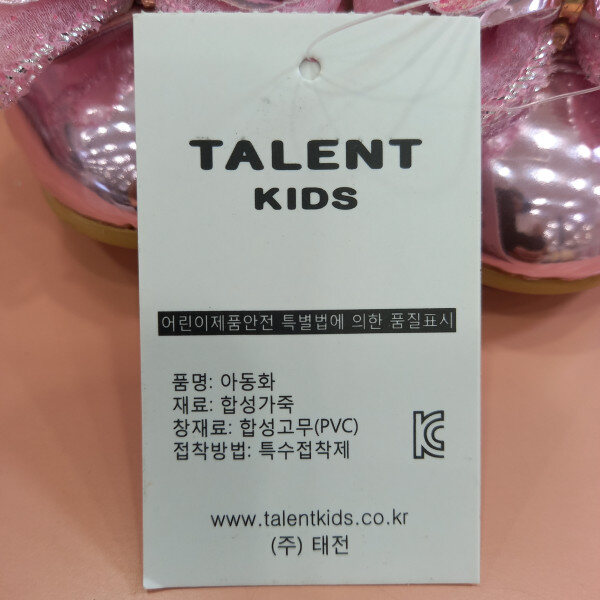 TALENT
KIDS
어린이제품안전 특별법에 의한 품질표시
품명: 아동화
재료: 합성가죽
창재료: 합성고무(PVC)
접착방법: 특수접착제
KC
www.talentkids.co.kr
(주) 태전